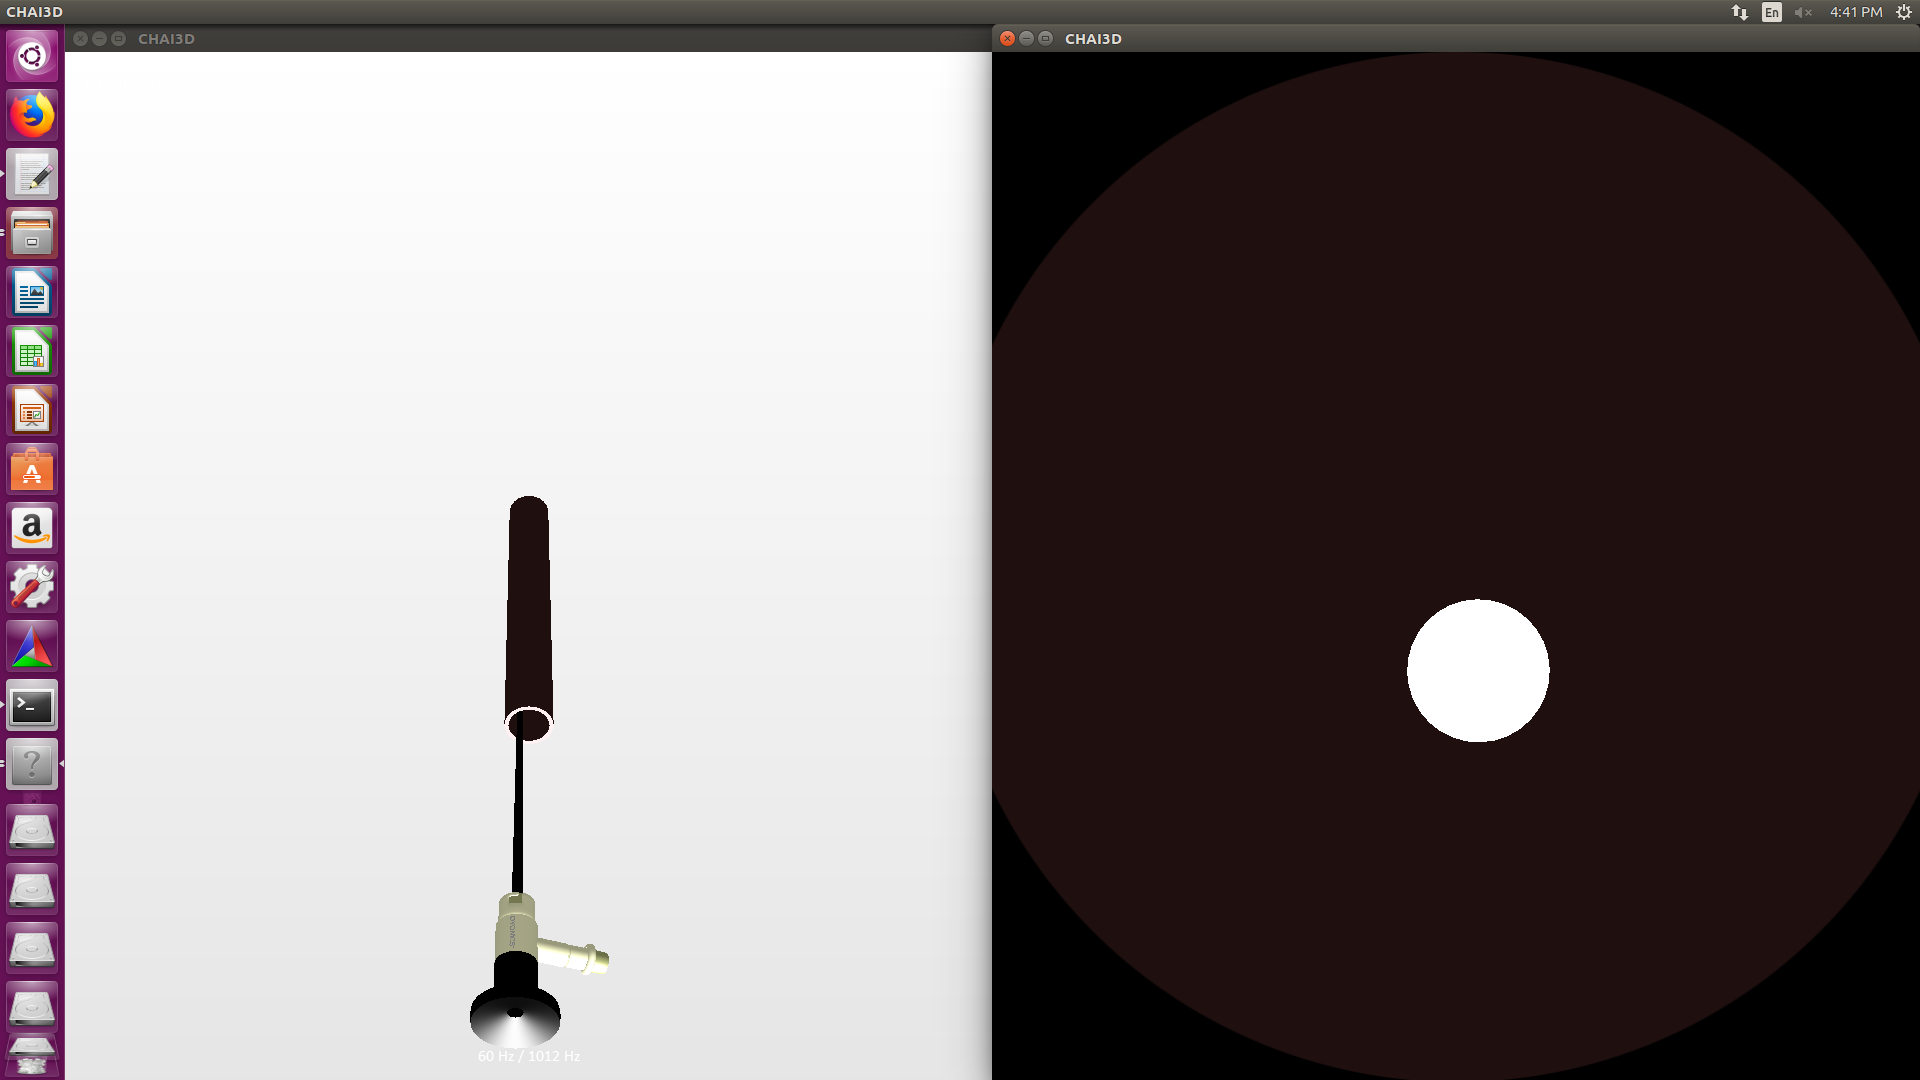 CHAI3D
En
4:41 PM
CHAI3D
CHAI3D
60 Hz / 1012 Hz